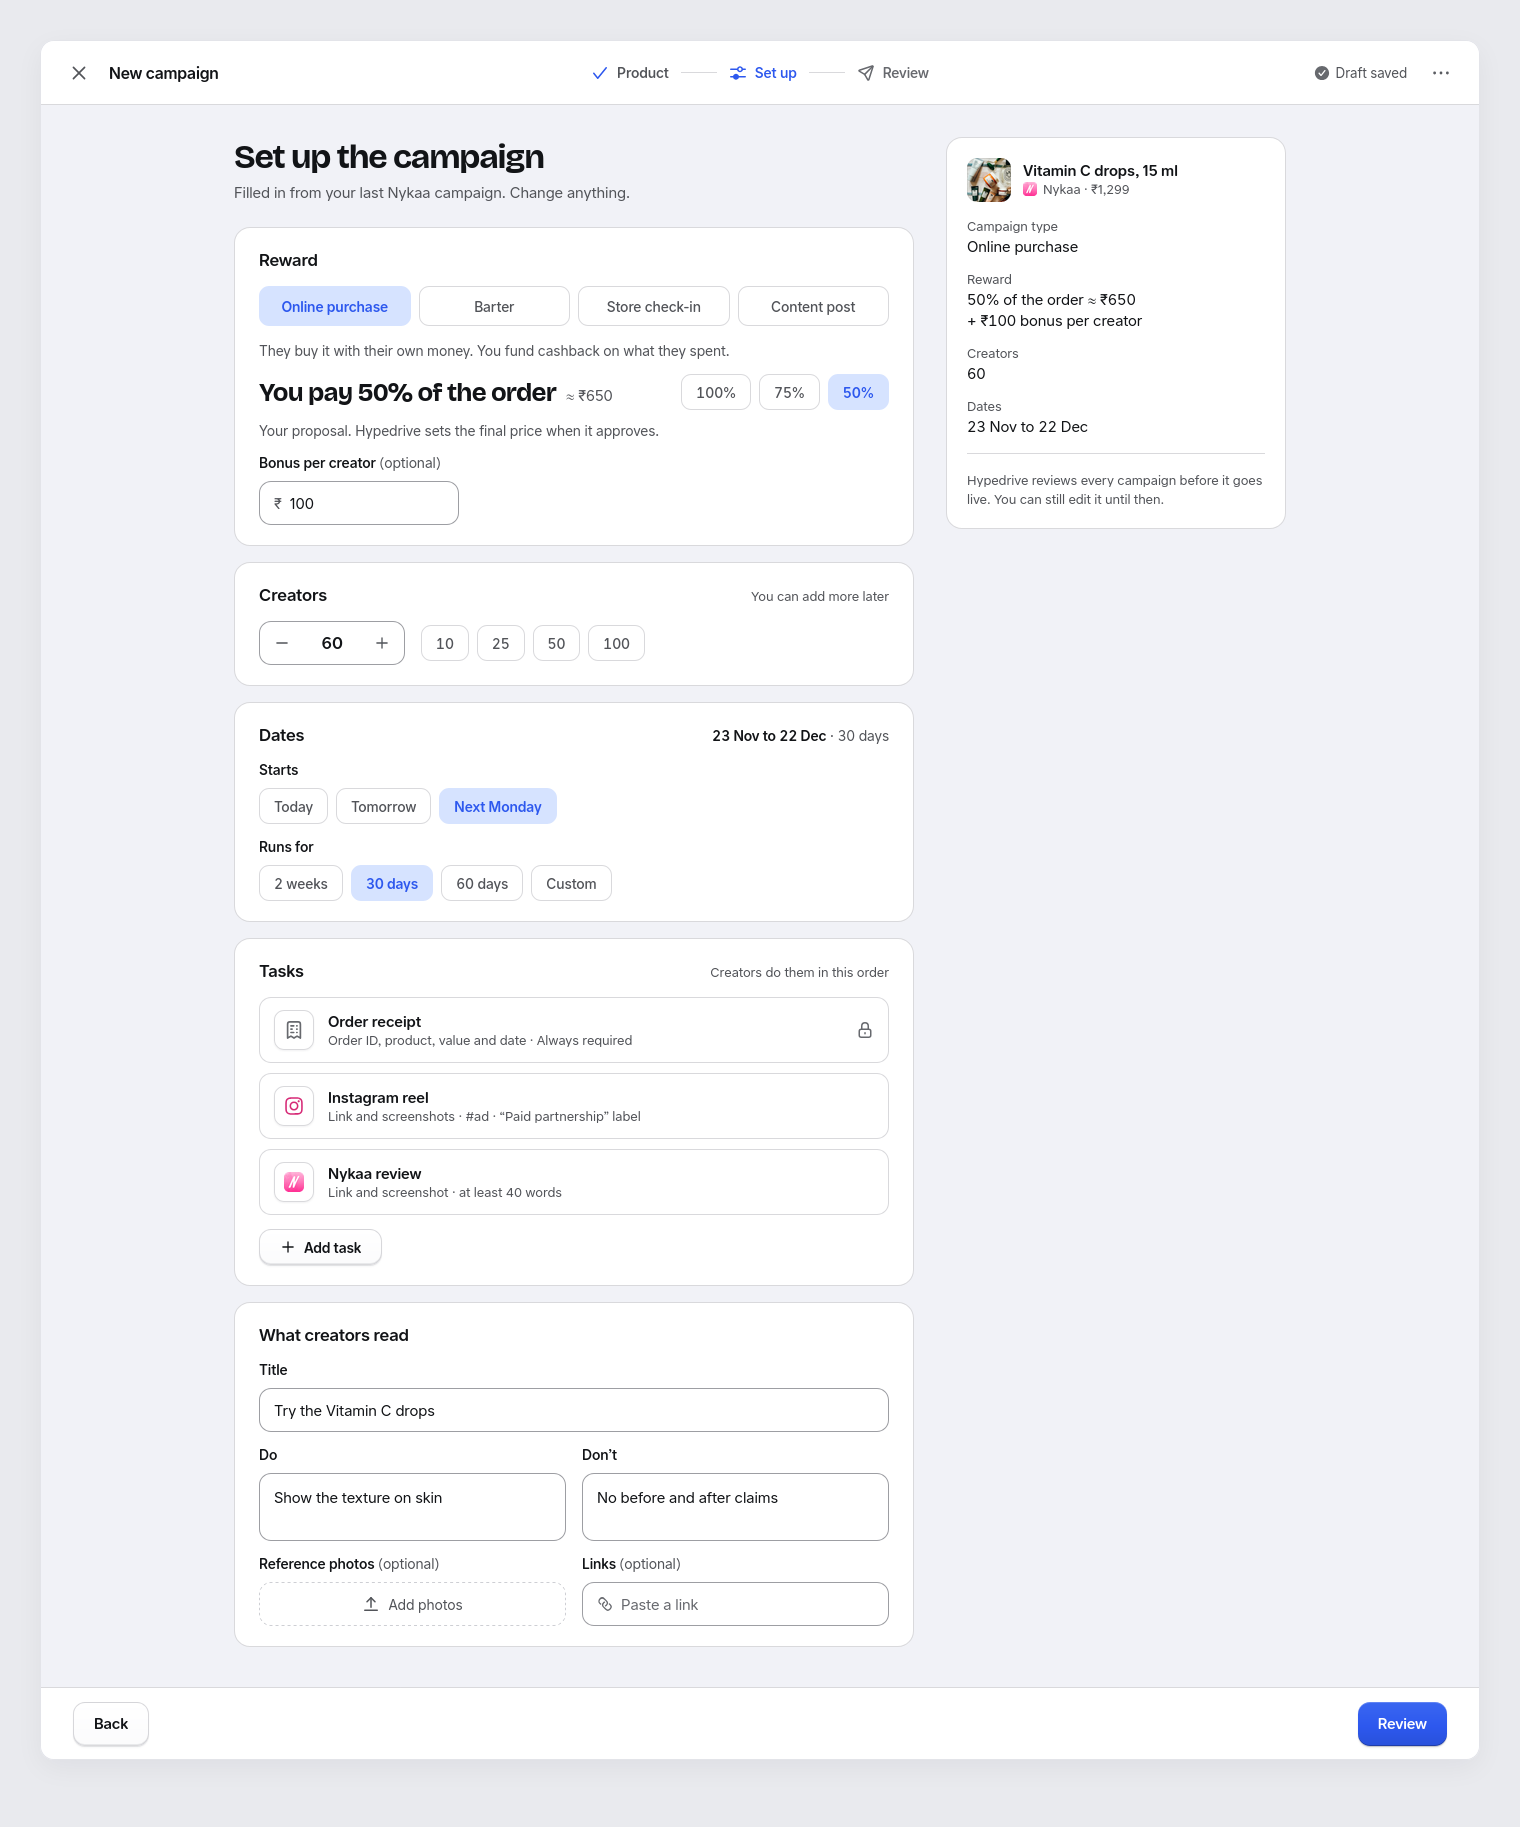 New campaign
Product
Set up
Review
Draft saved
Set up the campaign
Filled in from your last Nykaa campaign. Change anything.
Reward
Online purchase
Barter
Store check-in
Content post
They buy it with their own money. You fund cashback on what they spent.
You pay 50% of the order ≈ ₹650
100%
75%
50%
Your proposal. Hypedrive sets the final price when it approves.
Bonus per creator (optional)
₹ 100
Creators
You can add more later
60
10
25
50
100
Dates
23 Nov to 22 Dec · 30 days
Starts
Today
Tomorrow
Next Monday
Runs for
2 weeks
30 days
60 days
Custom
Tasks
Creators do them in this order
Order receipt
Order ID, product, value and date · Always required
Instagram reel
Link and screenshots · #ad · “Paid partnership” label
Nykaa review
Link and screenshot · at least 40 words
Add task
What creators read
Title
Try the Vitamin C drops
Do
Don’t
Show the texture on skin
No before and after claims
Reference photos (optional)
Links (optional)
Add photos
Paste a link
Vitamin C drops, 15 ml
Nykaa · ₹1,299
Campaign type
Online purchase
Reward
50% of the order ≈ ₹650
+ ₹100 bonus per creator
Creators
60
Dates
23 Nov to 22 Dec
Hypedrive reviews every campaign before it goes
live. You can still edit it until then.
Back
Review